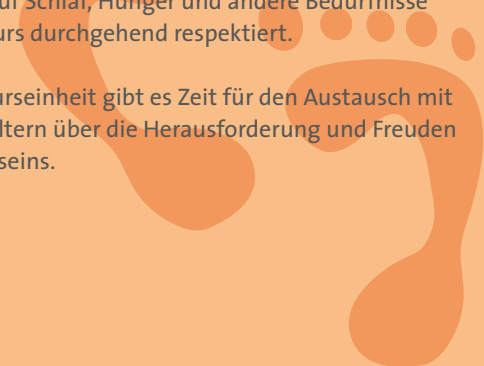 uf Schlaf, Hunger und andere Bedürfnisse
urs durchgehend respektiert.
urseinheit gibt es Zeit für den Austausch mit
ltern über die Herausforderung und Freuden
seins.